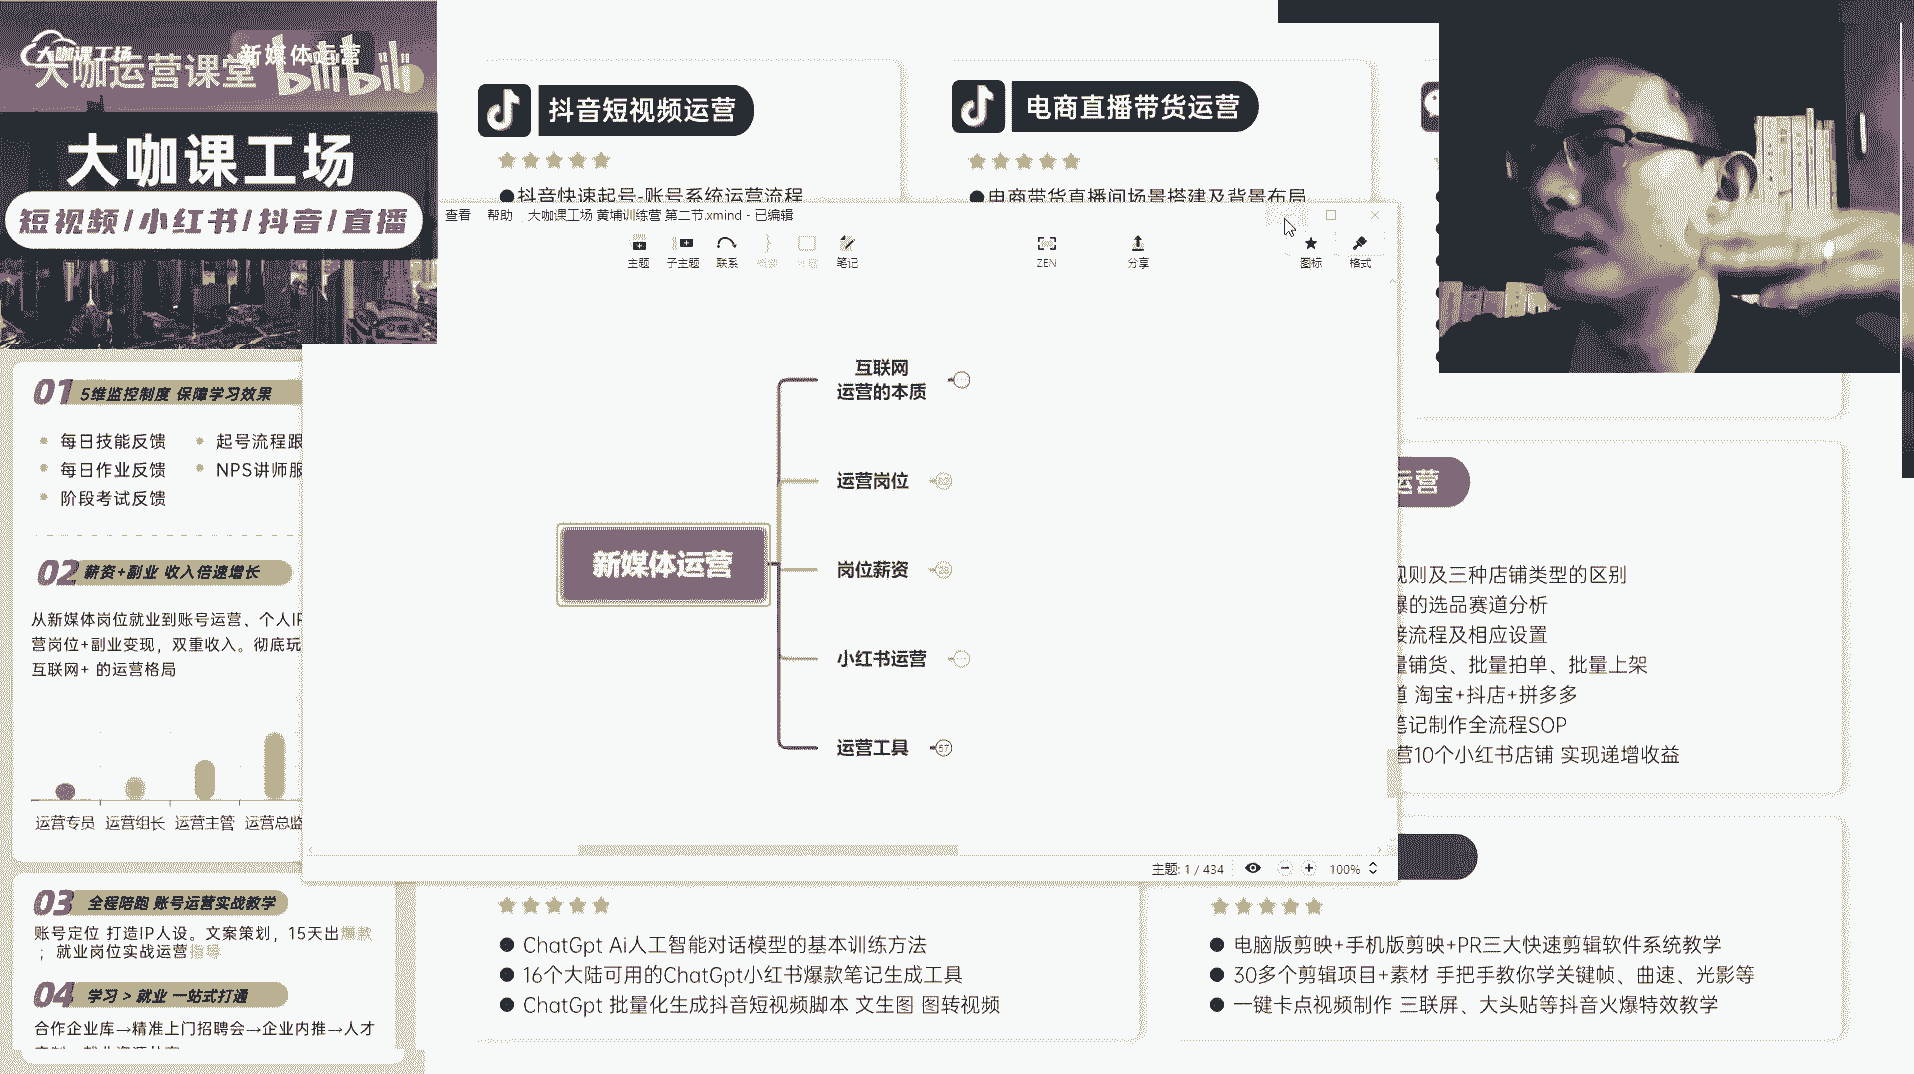 大咖课工场
新媒体运营
大咖运营课堂
bilibili
大咖课工场
短视频/小红书/抖音/直播
抖音短视频运营
电商直播带货运营
●抖音快速起号-账号系统运营流程
●电商带货直播间场景搭建及背景布局
查看 帮助 大咖课工场 黄埔训练营 第二节.xmind - 已编辑
主题 子主题 联系 笔记 ZEN 分享 图标 格式
互联网
运营的本质
运营岗位
岗位薪资
新媒体运营
小红书运营
运营工具 57
主题: 1 / 434 100%
01 5维监控制度 保障学习效果
每日技能反馈 起号流程跟
每日作业反馈 NPS讲师服
阶段考试反馈
02 薪资+副业 收入倍速增长
从新媒体岗位就业到账号运营、个人IP
营岗位+副业变现，双重收入。彻底玩
互联网+ 的运营格局
运营专员 运营组长 运营主管 运营总监
03 全程陪跑 账号运营实战教学
账号定位 打造IP人设。文案策划，15天出爆款
；就业岗位实战运营指导
04 学习 > 就业 一站式打通
合作企业库→精准上门招聘会→企业内推→人才
运营
规则及三种店铺类型的区别
爆的选品赛道分析
接流程及相应设置
量铺货、批量拍单、批量上架
道 淘宝+抖店+拼多多
笔记制作全流程SOP
营10个小红书店铺 实现递增收益
● ChatGpt Ai人工智能对话模型的基本训练方法
● 16个大陆可用的ChatGpt小红书爆款笔记生成工具
● ChatGpt 批量化生成抖音短视频脚本 文生图 图转视频
● 电脑版剪映+手机版剪映+PR三大快速剪辑软件系统教学
● 30多个剪辑项目+素材 手把手教你学关键帧、曲速、光影等
● 一键卡点视频制作 三联屏、大头贴等抖音火爆特效教学